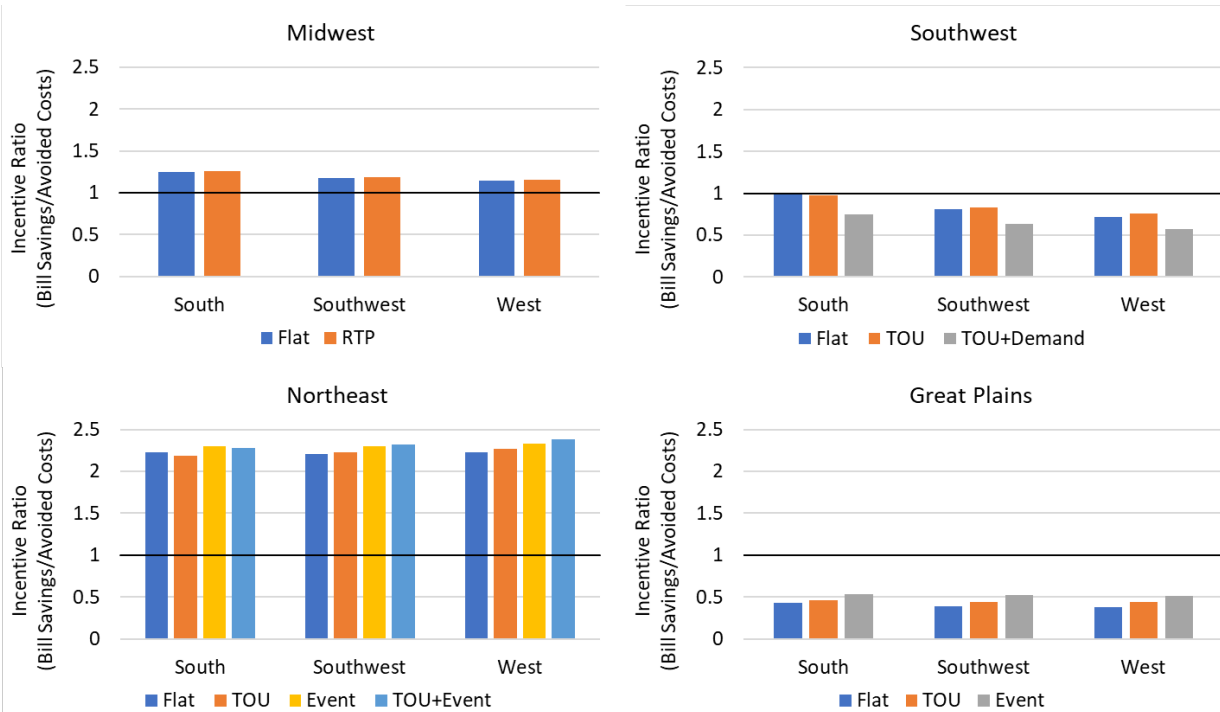 Midwest
Incentive Ratio
(Bill Savings/Avoided Costs)
2.5
2
1.5
1
0.5
0
South Southwest West
Flat RTP
Southwest
Incentive Ratio
(Bill Savings/Avoided Costs)
2.5
2
1.5
1
0.5
0
South Southwest West
Flat TOU TOU+Demand
Northeast
Incentive Ratio
(Bill Savings/Avoided Costs)
2.5
2
1.5
1
0.5
0
South Southwest West
Flat TOU Event TOU+Event
Great Plains
Incentive Ratio
(Bill Savings/Avoided Costs)
2.5
2
1.5
1
0.5
0
South Southwest West
Flat TOU Event